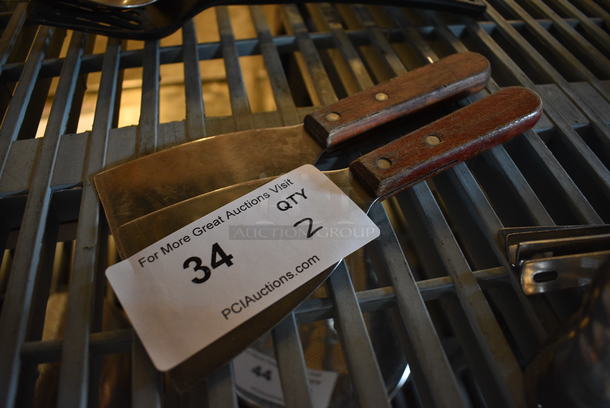 For More Great Auctions Visit
34
QTY
2
PCIAuctions.com
AUCTION GROUP
44